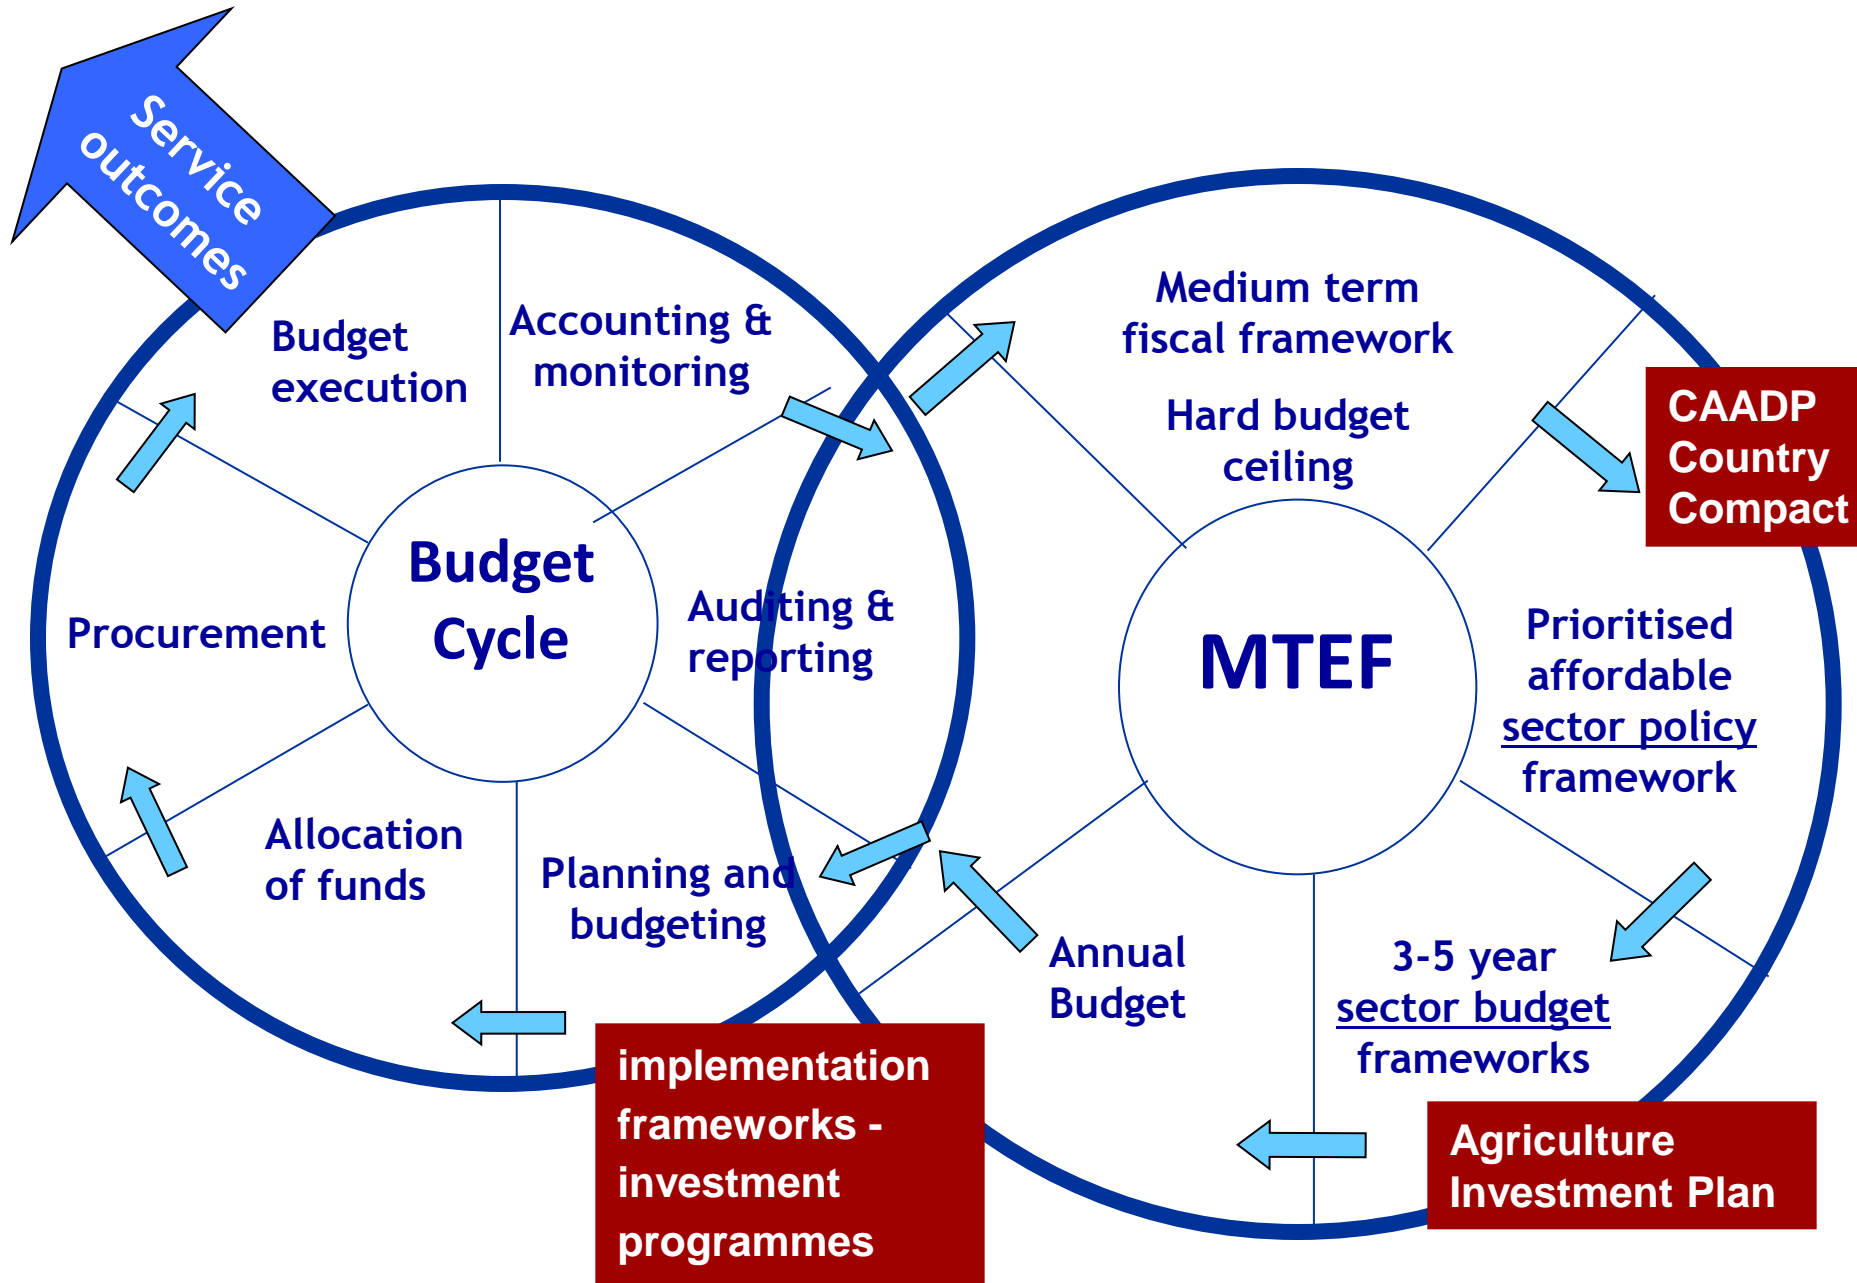 Service
outcomes
Budget
execution
Accounting &
monitoring
Budget
Cycle
Procurement
Auditing &
reporting
Allocation
of funds
Planning and
budgeting
implementation
frameworks -
investment
programmes
Medium term
fiscal framework
Hard budget
ceiling
CAADP
Country
Compact
MTEF
Prioritised
affordable
sector policy
framework
Annual
Budget
3-5 year
sector budget
frameworks
Agriculture
Investment Plan